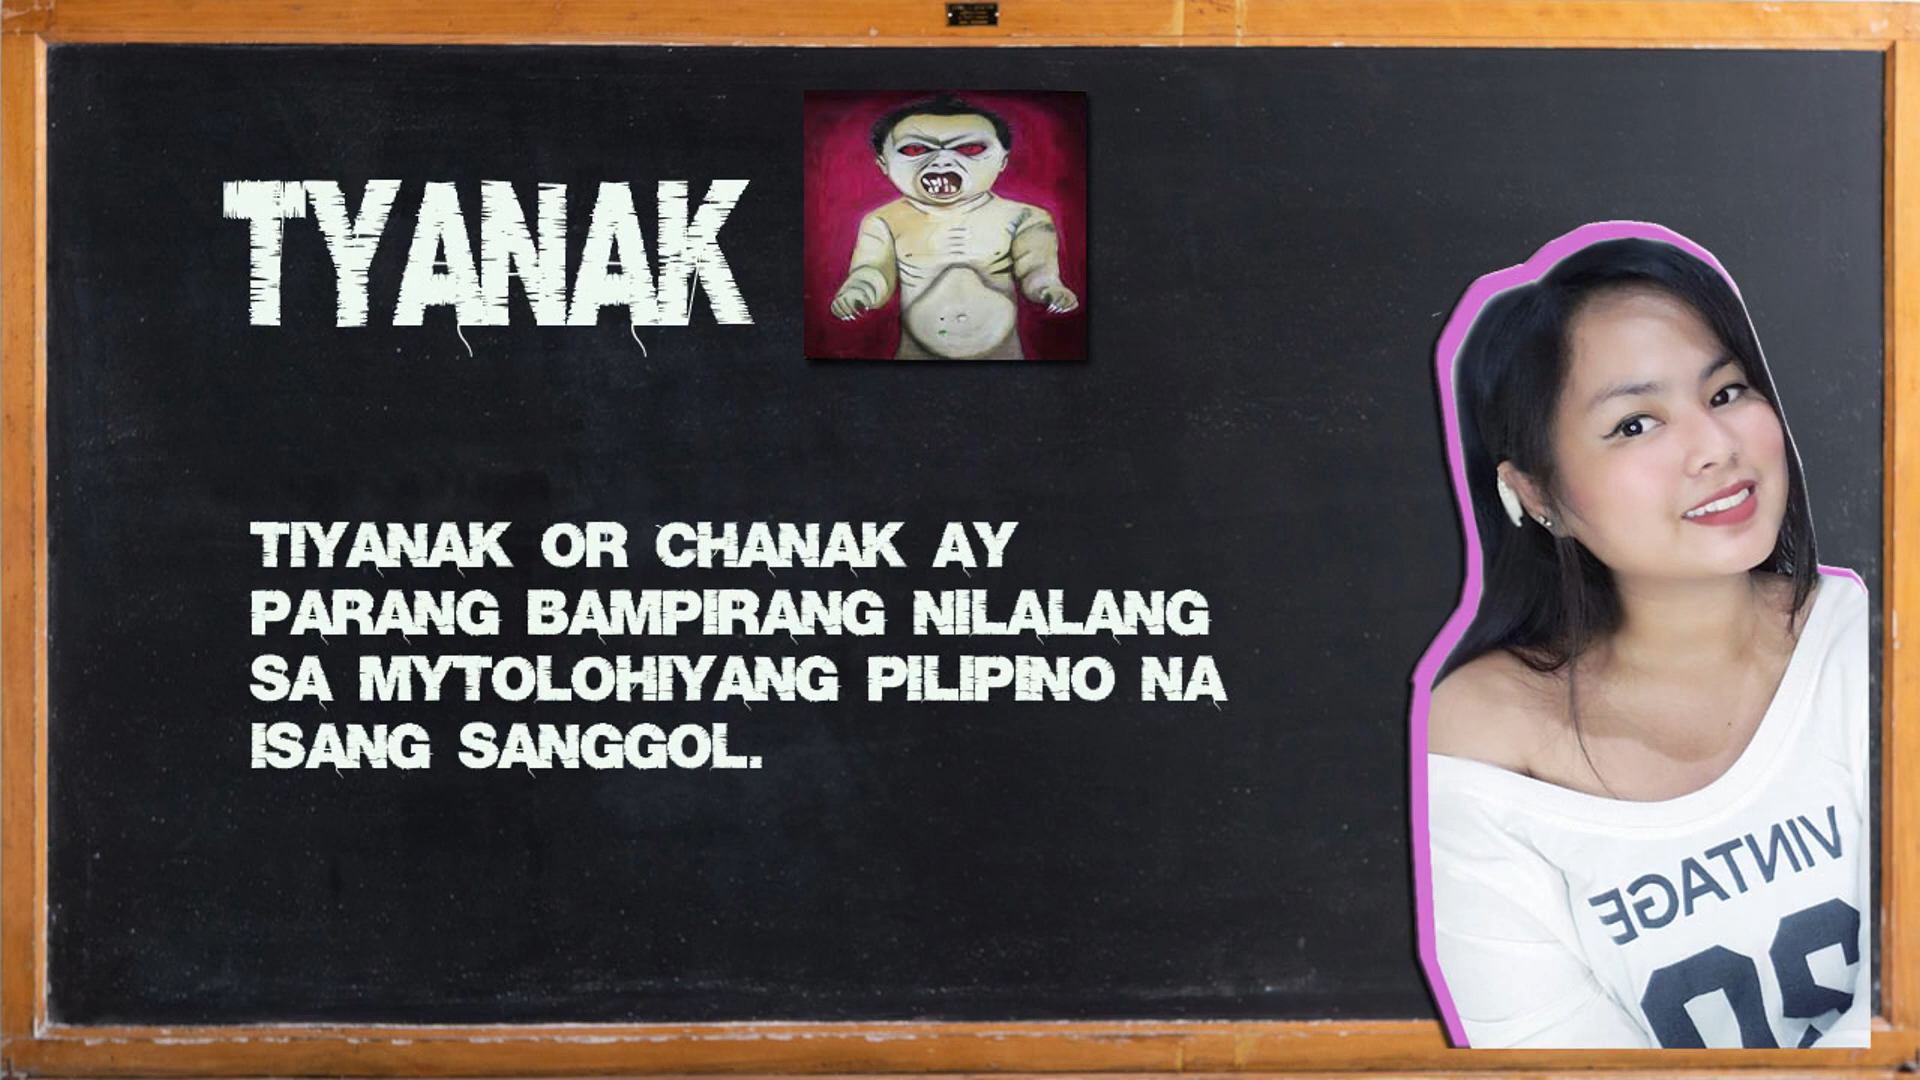 TYANAK
TIYANAK OR CHANAK AY
PARANG BAMPIRANG NILALANG
SA MYTOLOHIYANG PILIPINO NA
ISANG SANGGOL.
VINTAGE